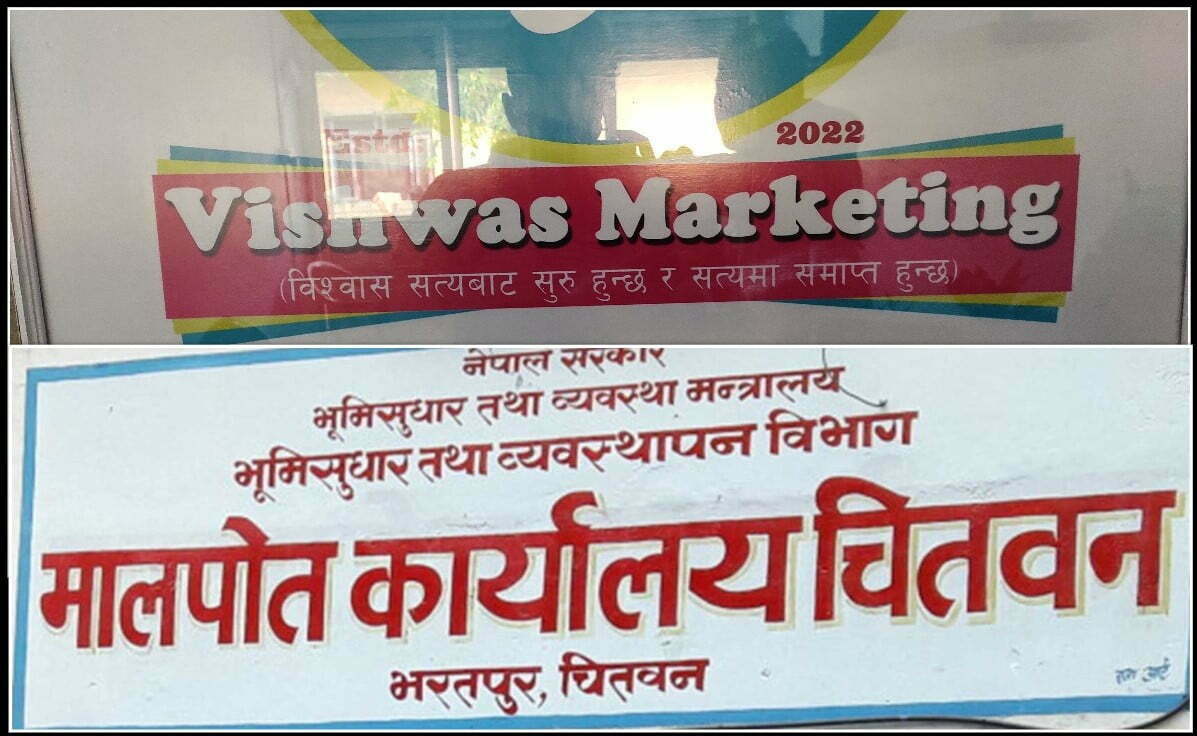 Estd. 2022
Vishwas Marketing
(विश्वास सत्यबाट सुरु हुन्छ र सत्यमा समाप्त हुन्छ)
नेपाल सरकार
भूमिसुधार तथा व्यवस्था मन्त्रालय
भूमिसुधार तथा व्यवस्थापन विभाग
मालपोत कार्यालय चितवन
भरतपुर, चितवन